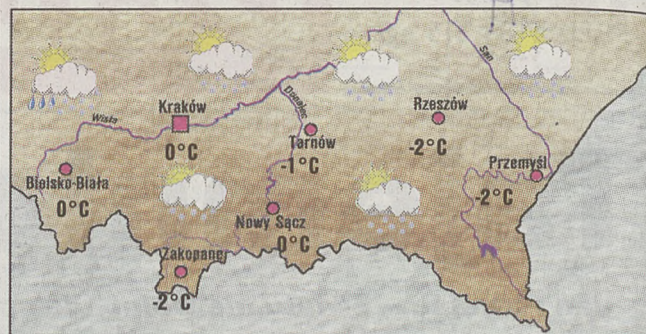 San
Wisła
Kraków
0°C
Dunajec
Tarnów
-1°C
Rzeszów
-2°C
Przemyśl
-2°C
Bielsko-Biała
0°C
Nowy Sącz
0°C
Zakopane
-2°C